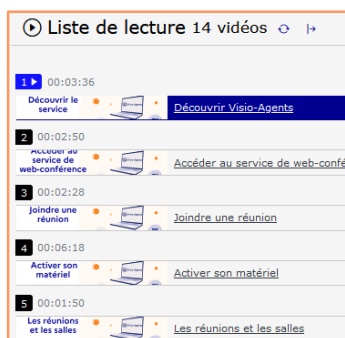 Liste de lecture 14 vidéos
1 00:03:36
Découvrir le
service
Découvrir Visio-Agents
2 00:02:50
Accéder au
service de
web-conférence
Accéder au service de web-confé
3 00:02:28
Joindre une
réunion
Joindre une réunion
4 00:06:18
Activer son
matériel
Activer son matériel
5 00:01:50
Les réunions
et les salles
Les réunions et les salles